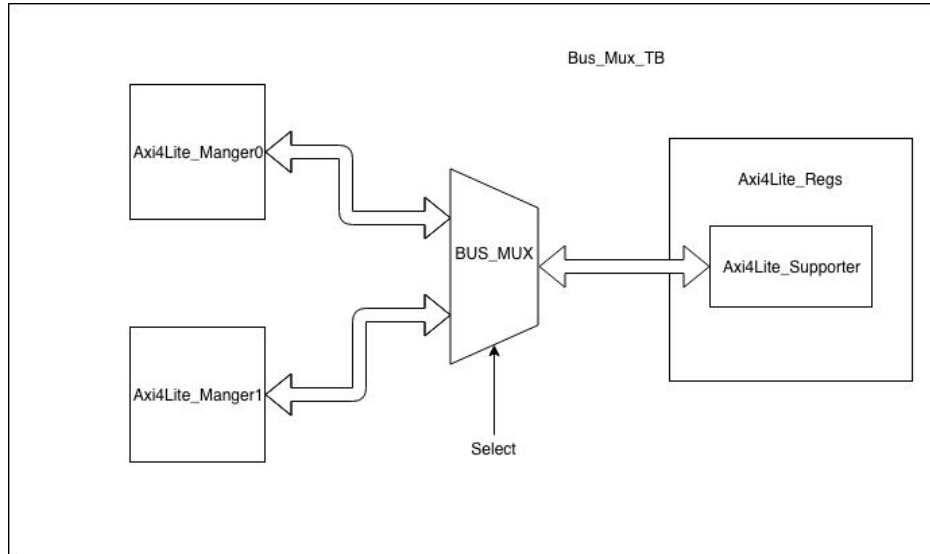 Bus_Mux_TB
Axi4Lite_Manger0
Axi4Lite_Regs
BUS_MUX
Axi4Lite_Supporter
Axi4Lite_Manger1
Select